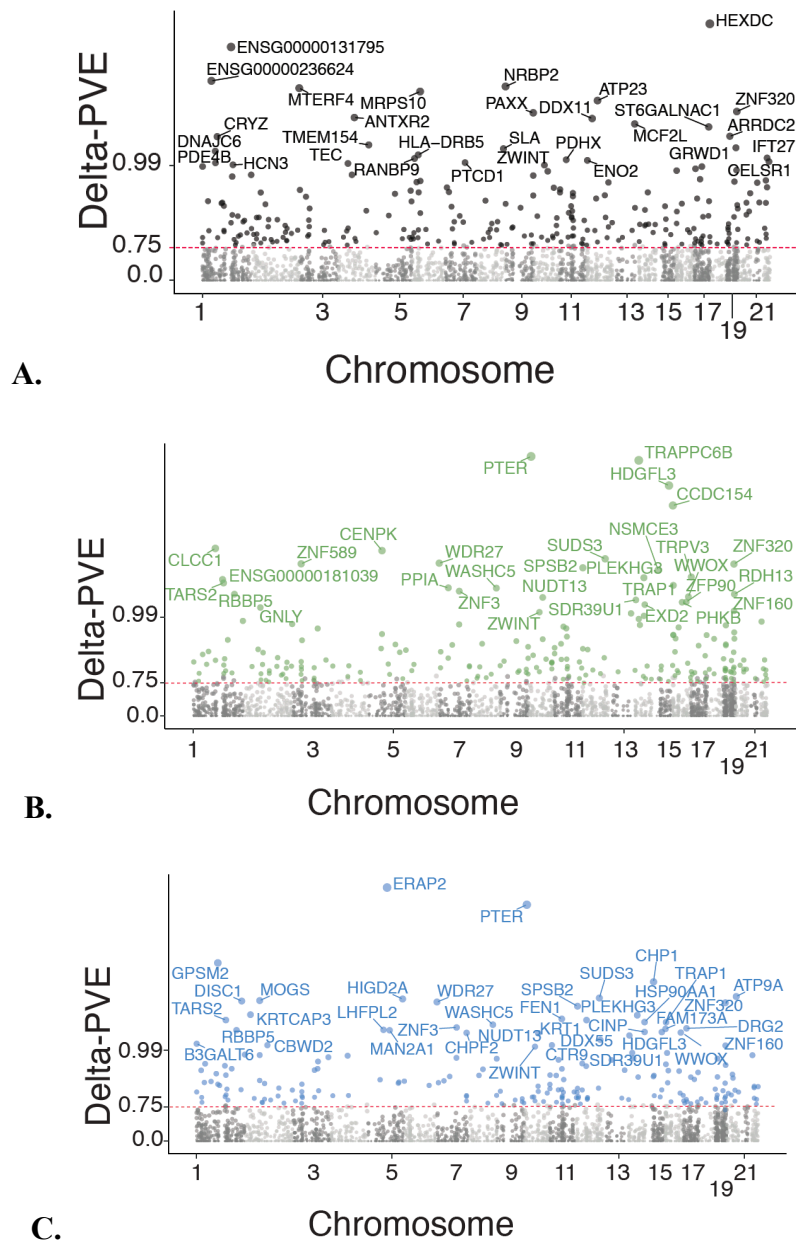 HEXDC
ENSG00000131795
ENSG00000236624
NRBP2
MTERF4
MRPS10
ATP23
PAXX
DDX11
ST6GALNAC1
ZNF320
ANTXR2
CRYZ
ARRDC2
MCF2L
DNAJC6
TMEM154
HLA-DRB5
SLA
PDHX
IFT27
PDE4B
HCN3
TEC
RANBP9
ZWINT
GRWD1
PTCD1
ENO2
CELSR1
Delta-PVE
0.99
0.75
0.0
1 3 5 7 9 11 13 15 17 21
19
Chromosome
A.
PTER
TRAPPC6B
HDGFL3
CCDC154
NSMCE3
CENPK
CLCC1
ZNF589
WDR27
SUDS3
TRPV3
ZNF320
WASHC5
SPSB2
PLEKHG3
WWOX
ENSG00000181039
PPIA
RDH13
TARS2
NUDT13
TRAP1
ZFP90
RBBP5
ZNF3
SDR39U1
ZNF160
GNLY
ZWINT
EXD2
PHKB
Delta-PVE
0.99
0.75
0.0
1 3 5 7 9 11 13 15 17 21
19
Chromosome
B.
ERAP2
PTER
CHP1
GPSM2
SUDS3
TRAP1
DISC1
MOGS
HIGD2A
WDR27
SPSB2
HSP90AA1
ATP9A
TARS2
LHFPL2
WASHC5
FEN1
PLEKHG3
ZNF320
KRTCAP3
FAM173A
RBBP5
ZNF3
NUDT13
KRT1
CINP
DRG2
B3GALT6
CBWD2
MAN2A1
CHPF2
DDX55
HDGFL3
ZNF160
ZWINT
CTR9
SDR39U1
WWOX
Delta-PVE
0.99
0.75
0.0
1 3 5 7 9 11 13 15 17 21
19
Chromosome
C.